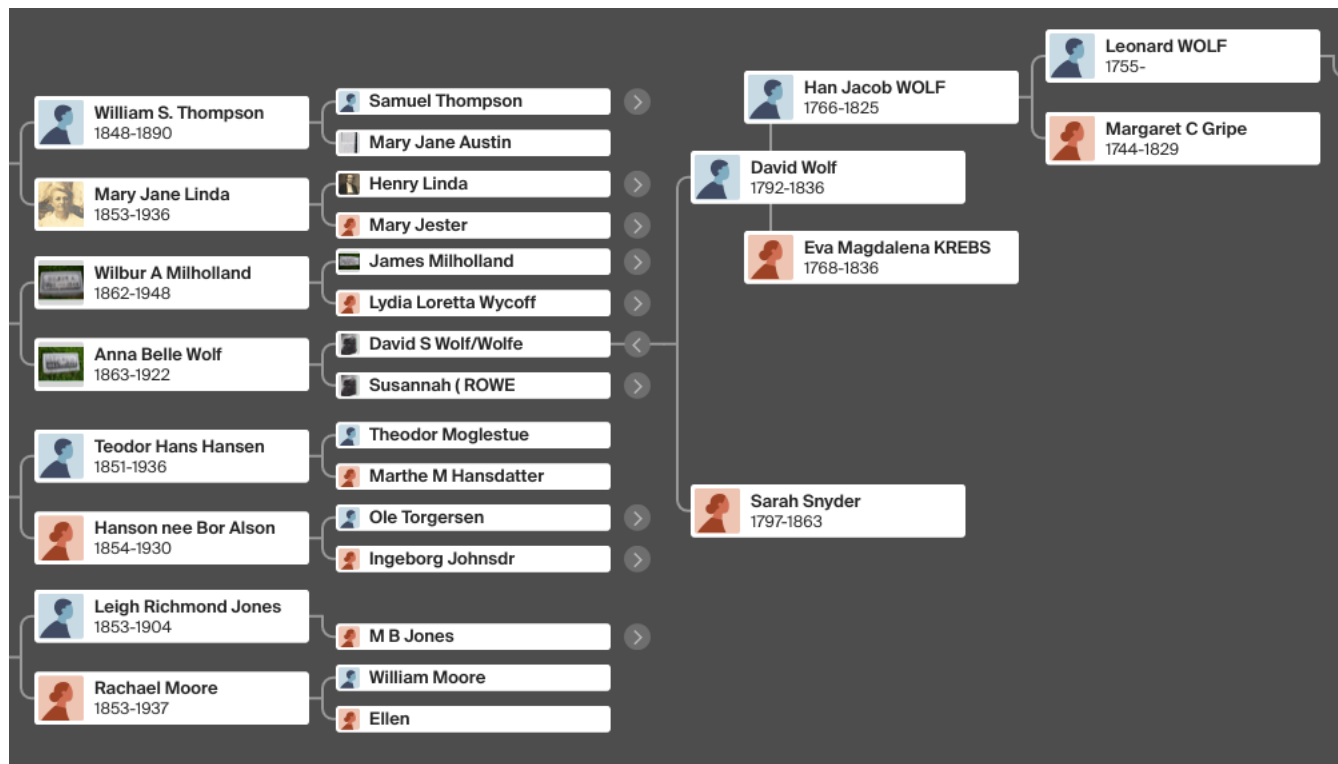 William S. Thompson
1848-1890
Mary Jane Linda
1853-1936
Wilbur A Milholland
1862-1948
Anna Belle Wolf
1863-1922
Teodor Hans Hansen
1851-1936
Hanson nee Bor Alson
1854-1930
Leigh Richmond Jones
1853-1904
Rachael Moore
1853-1937
Samuel Thompson
Mary Jane Austin
Henry Linda
Mary Jester
James Milholland
Lydia Loretta Wycoff
David S Wolf/Wolfe
Susannah ( ROWE
Theodor Moglestue
Marthe M Hansdatter
Ole Torgersen
Ingeborg Johnsdr
M B Jones
William Moore
Ellen
Han Jacob WOLF
1766-1825
David Wolf
1792-1836
Eva Magdalena KREBS
1768-1836
Sarah Snyder
1797-1863
Leonard WOLF
1755-
Margaret C Gripe
1744-1829